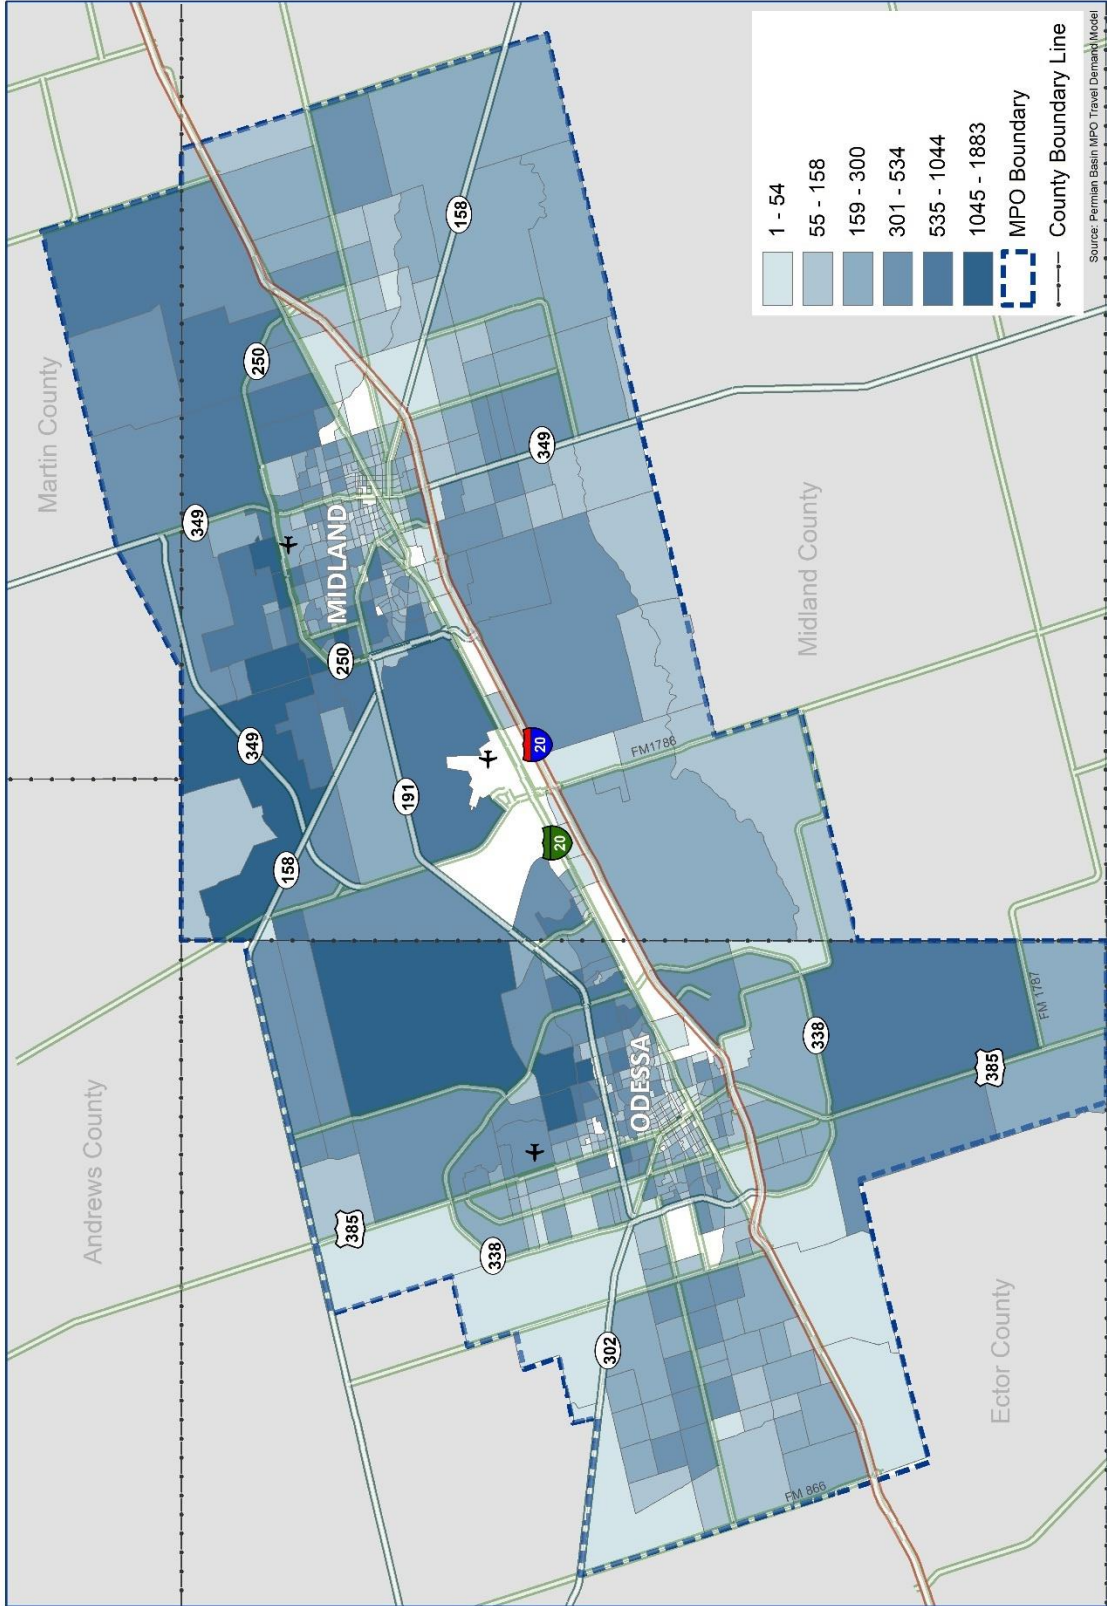 Martin County
Andrews County
Midland County
Ector County
MIDLAND
ODESSA
349
250
349
158
250
349
158
191
20
20
FM1786
338
385
FM 1787
385
338
302
FM 866
1 - 54
55 - 158
159 - 300
301 - 534
535 - 1044
1045 - 1883
MPO Boundary
County Boundary Line
Source: Permian Basin MPO Travel Demand Model